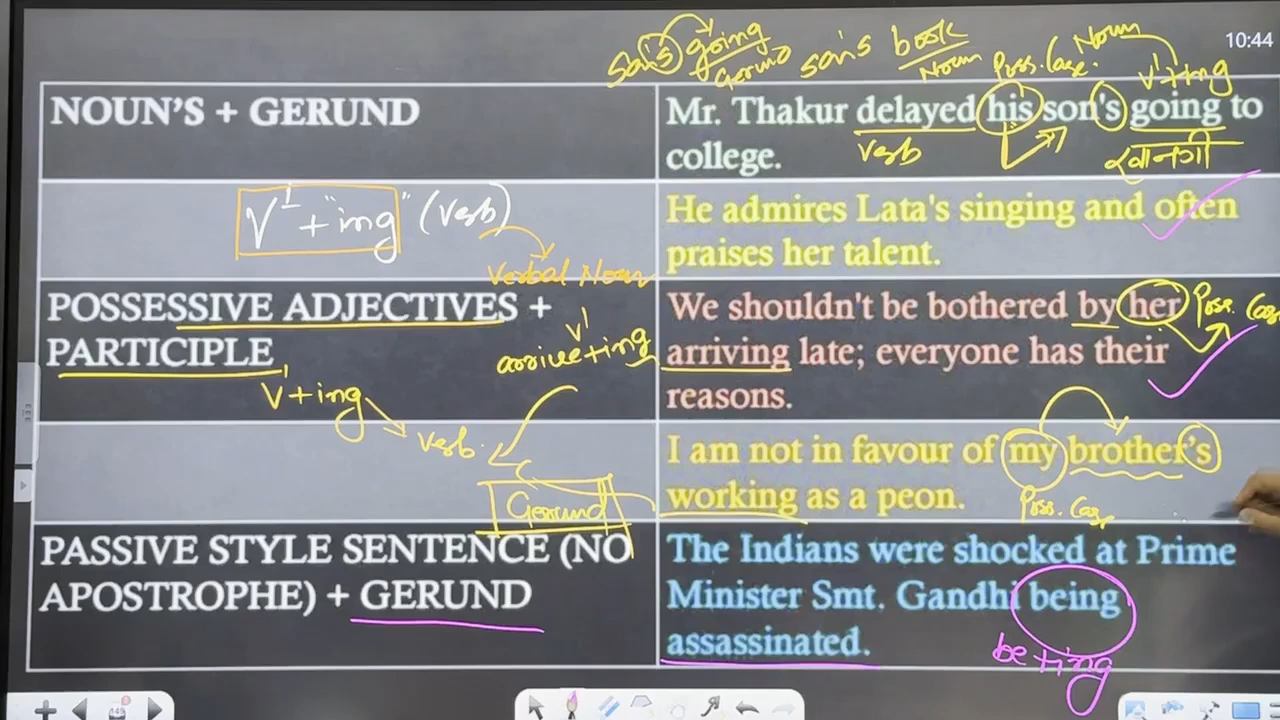 10:44
son's going son's book Noun
Gerund Noun Poss. Case. V¹+ing
NOUN'S + GERUND
Mr. Thakur delayed his son's going to
college.
verb
V¹ + "ing" (verb)
Verbal Noun
He admires Lata's singing and often
praises her talent.
POSSESSIVE ADJECTIVES +
PARTICIPLE
V¹
arrive+ing
V¹+ing
verb.
Gerund
We shouldn't be bothered by her Poss. Case
arriving late; everyone has their
reasons.
I am not in favour of my brother's
working as a peon.
Poss. Case
PASSIVE STYLE SENTENCE (NO
APOSTROPHE) + GERUND
The Indians were shocked at Prime
Minister Smt. Gandhi being
assassinated.
be+ing